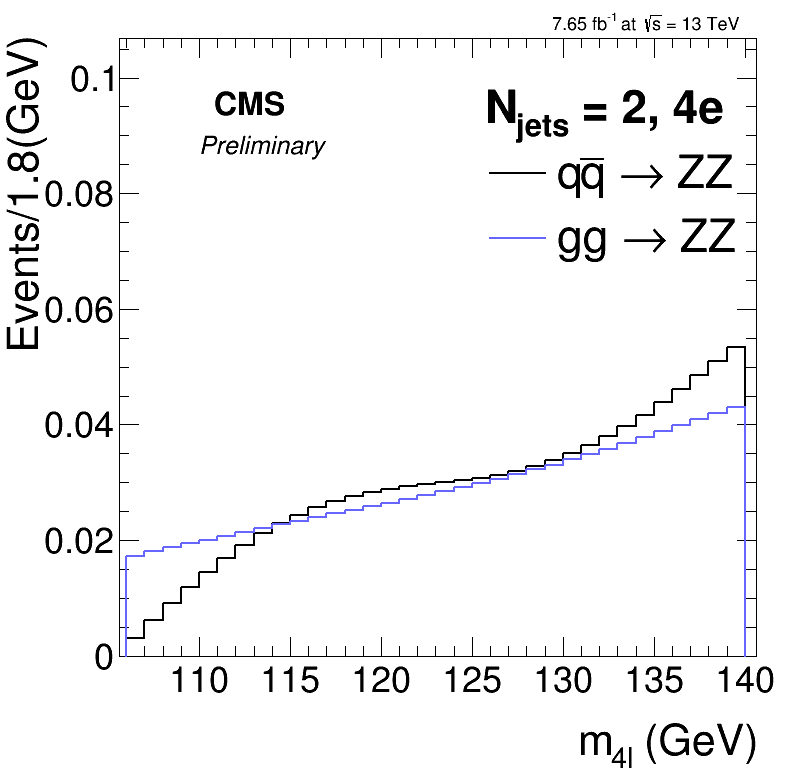 7.65 fb⁻¹ at √s = 13 TeV
Events/1.8(GeV)
CMS
Preliminary
N_jets = 2, 4e
qq̅ → ZZ
gg → ZZ
0.1
0.08
0.06
0.04
0.02
0
110 115 120 125 130 135 140
m_4l (GeV)